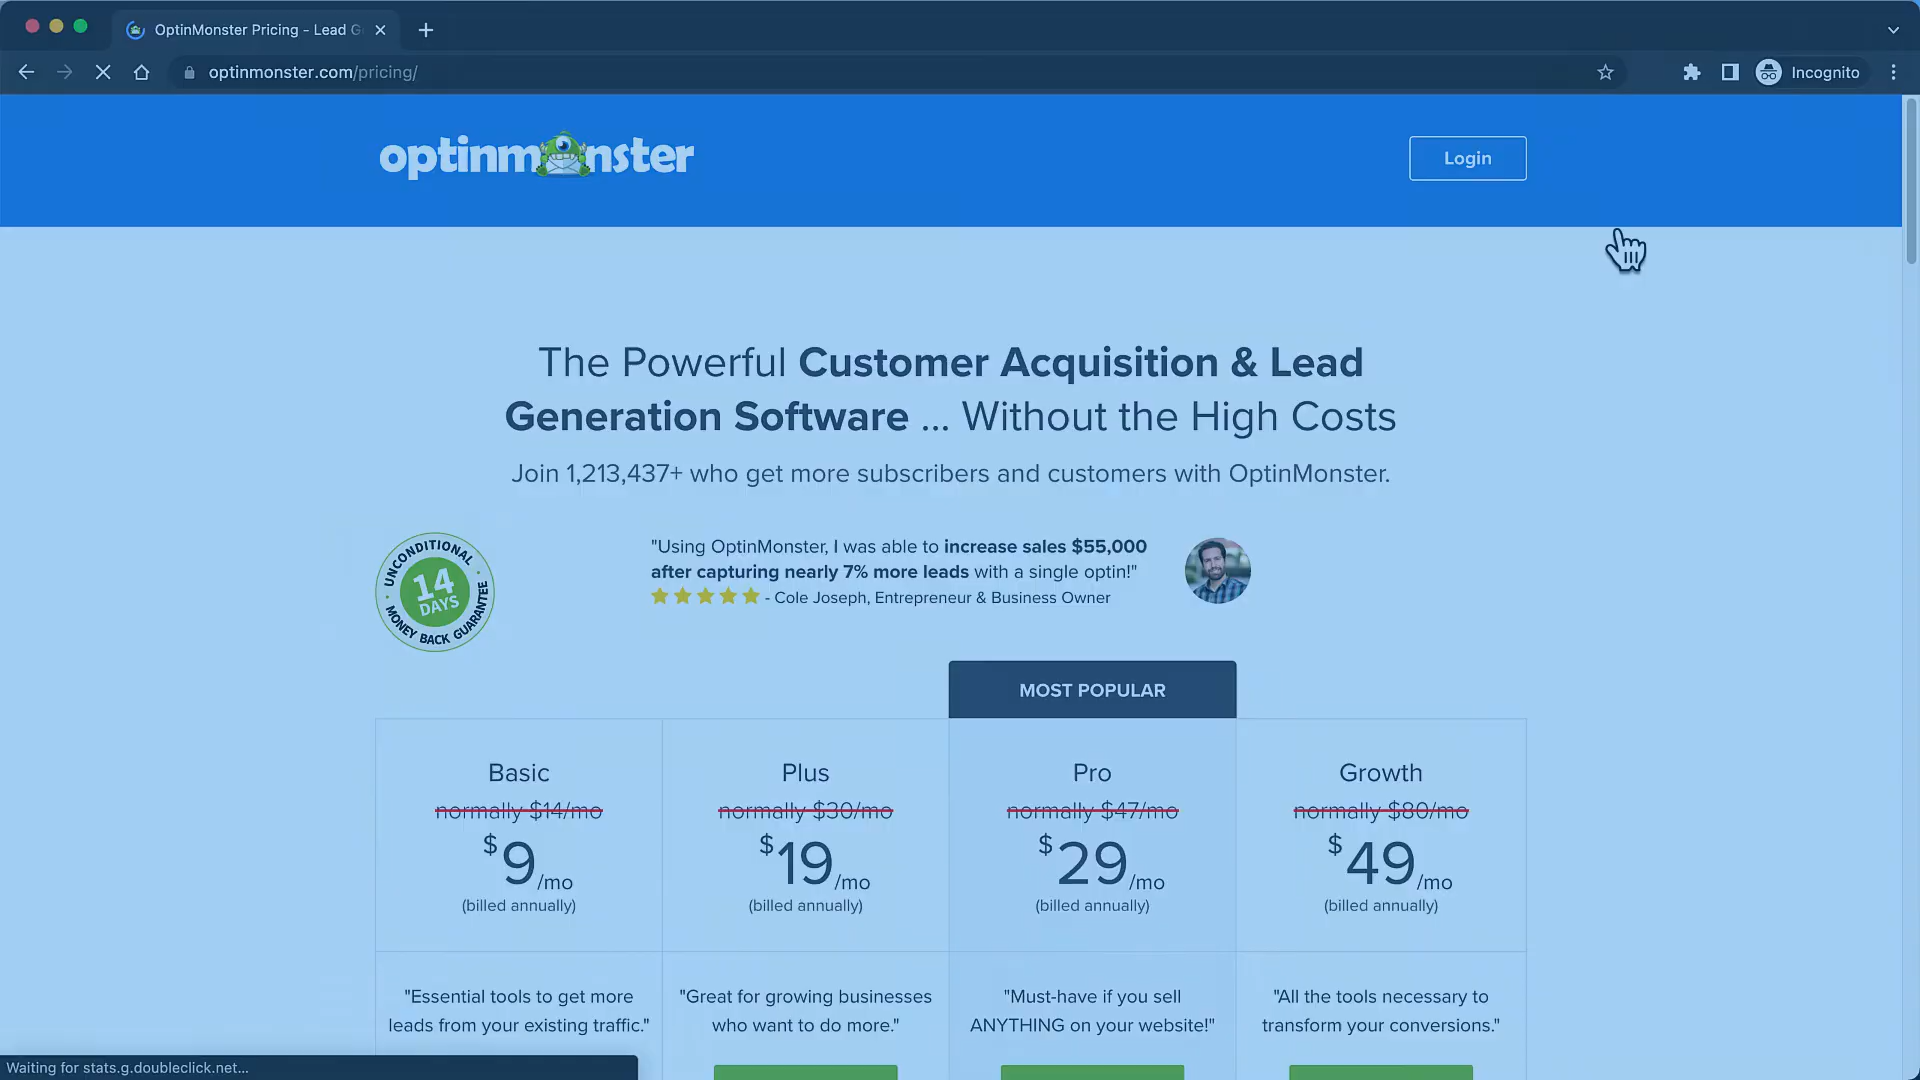 OptinMonster Pricing - Lead G
optinmonster.com/pricing/
Incognito
optinmonster
Login
The Powerful Customer Acquisition & Lead
Generation Software ... Without the High Costs
Join 1,213,437+ who get more subscribers and customers with OptinMonster.
UNCONDITIONAL
14
DAYS
MONEY BACK GUARANTEE
"Using OptinMonster, I was able to increase sales $55,000
after capturing nearly 7% more leads with a single optin!"
- Cole Joseph, Entrepreneur & Business Owner
MOST POPULAR
Basic
normally $14/mo
$9/mo
(billed annually)
"Essential tools to get more
leads from your existing traffic."
Plus
normally $30/mo
$19/mo
(billed annually)
"Great for growing businesses
who want to do more."
Pro
normally $47/mo
$29/mo
(billed annually)
"Must-have if you sell
ANYTHING on your website!"
Growth
normally $80/mo
$49/mo
(billed annually)
"All the tools necessary to
transform your conversions."
Waiting for stats.g.doubleclick.net...